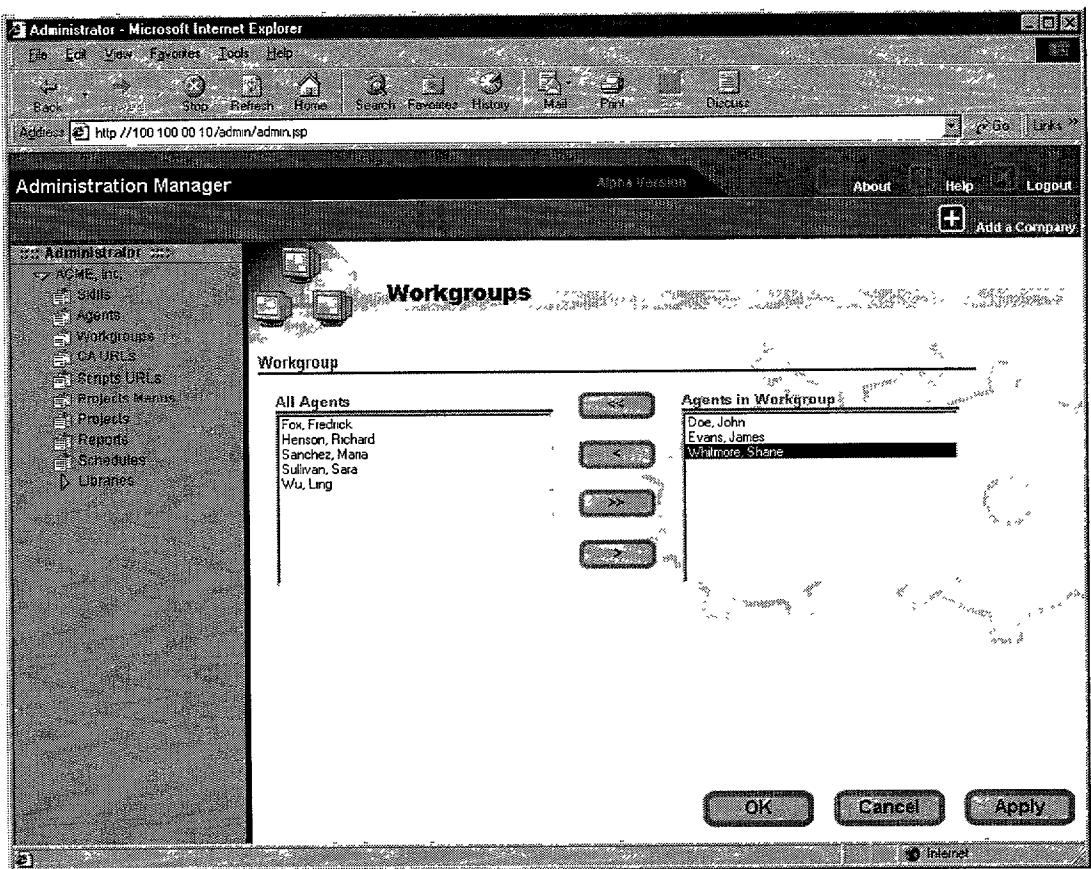 Administrator - Microsoft Internet Explorer
File Edit View Favorites Tools Help
Back Stop Refresh Home Search Favorites History Mail Print Discuss
Address http //100 100 00 10/admin/admin.jsp Go Links »
Administration Manager Alpha Version About Help Logout
Add a Company
:::: Administrator ::::
ACME, Inc.
Skills
Agents
Workgroups
CA URLs
Scripts URLs
Projects Menus
Projects
Reports
Schedules
Libraries
Workgroups
Workgroup
All Agents
Fox, Fredrick
Henson, Richard
Sanchez, Maria
Sullivan, Sara
Wu, Ling
<<
<
>>
>
Agents in Workgroup
Doe, John
Evans, James
Whitmore, Shane
OK Cancel Apply
Internet